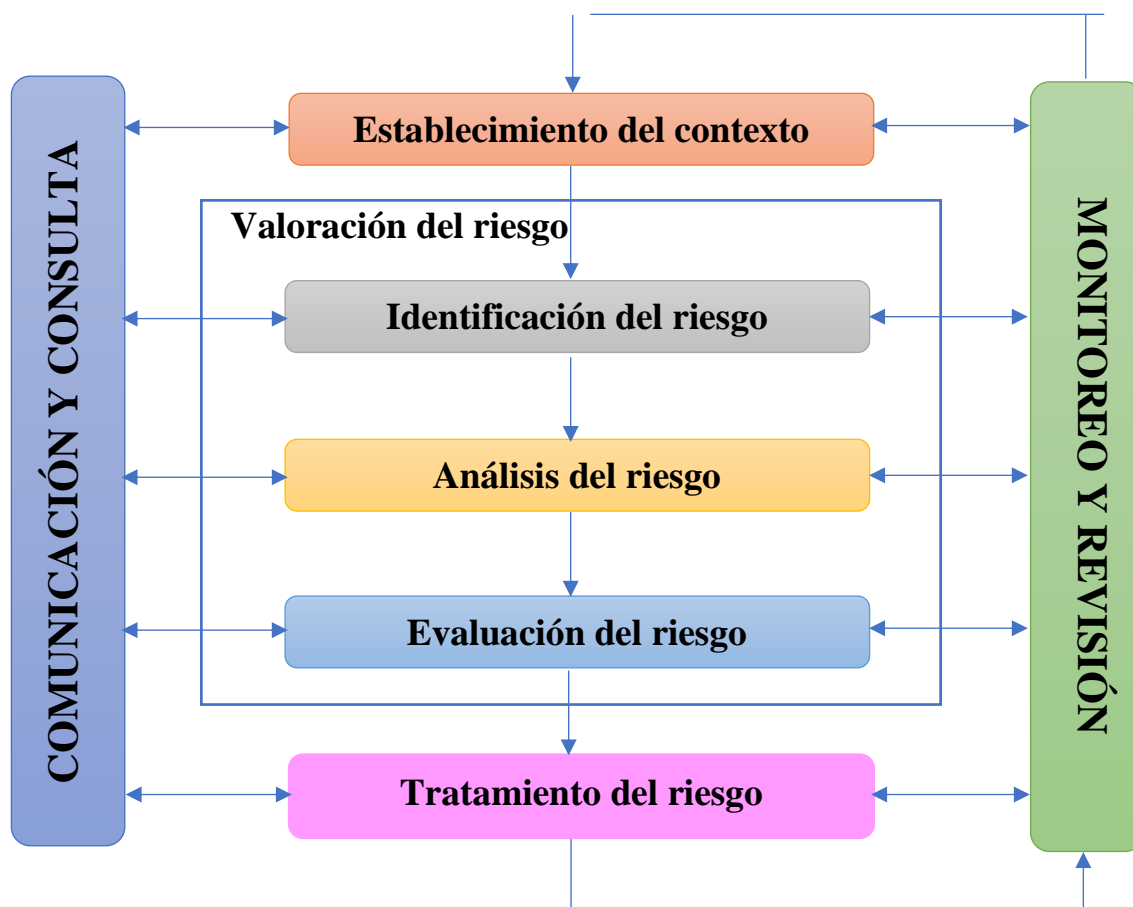 COMUNICACIÓN Y CONSULTA
Establecimiento del contexto
Valoración del riesgo
Identificación del riesgo
Análisis del riesgo
Evaluación del riesgo
Tratamiento del riesgo
MONITOREO Y REVISIÓN